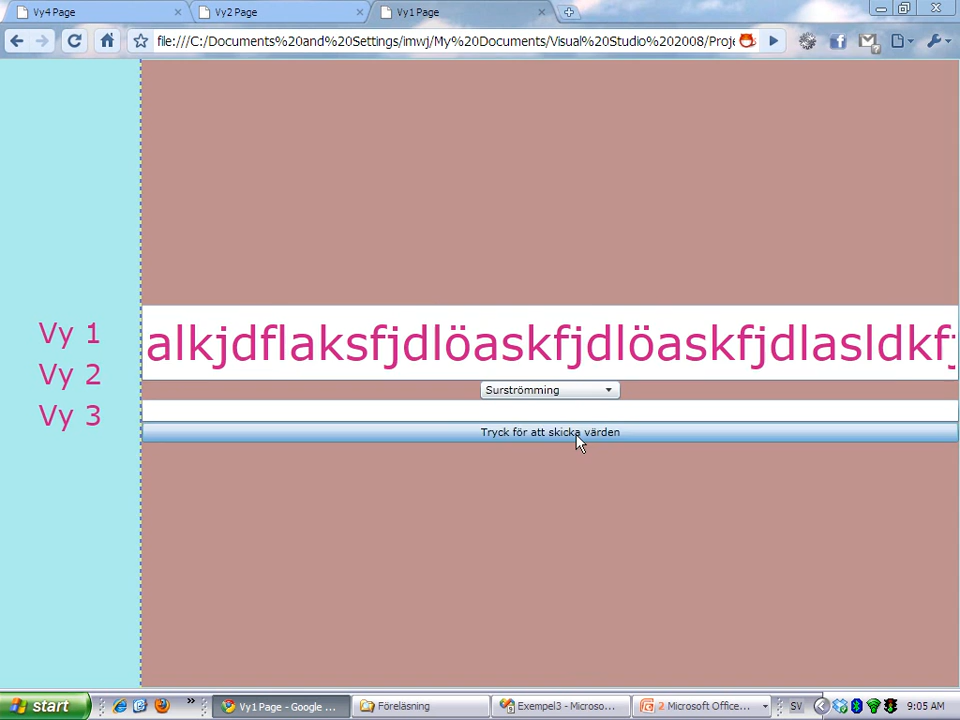 Vy4 Page
Vy2 Page
Vy1 Page
file:///C:/Documents%20and%20Settings/imwj/My%20Documents/Visual%20Studio%202008/Proje
Vy 1
Vy 2
Vy 3
alkjdflaksfjdlöaskfjdlöaskfjdlasldkfj
Surströmming
Tryck för att skicka värden
start
Vy1 Page - Google ...
Föreläsning
Exempel3 - Microso...
2 Microsoft Office...
SV
9:05 AM